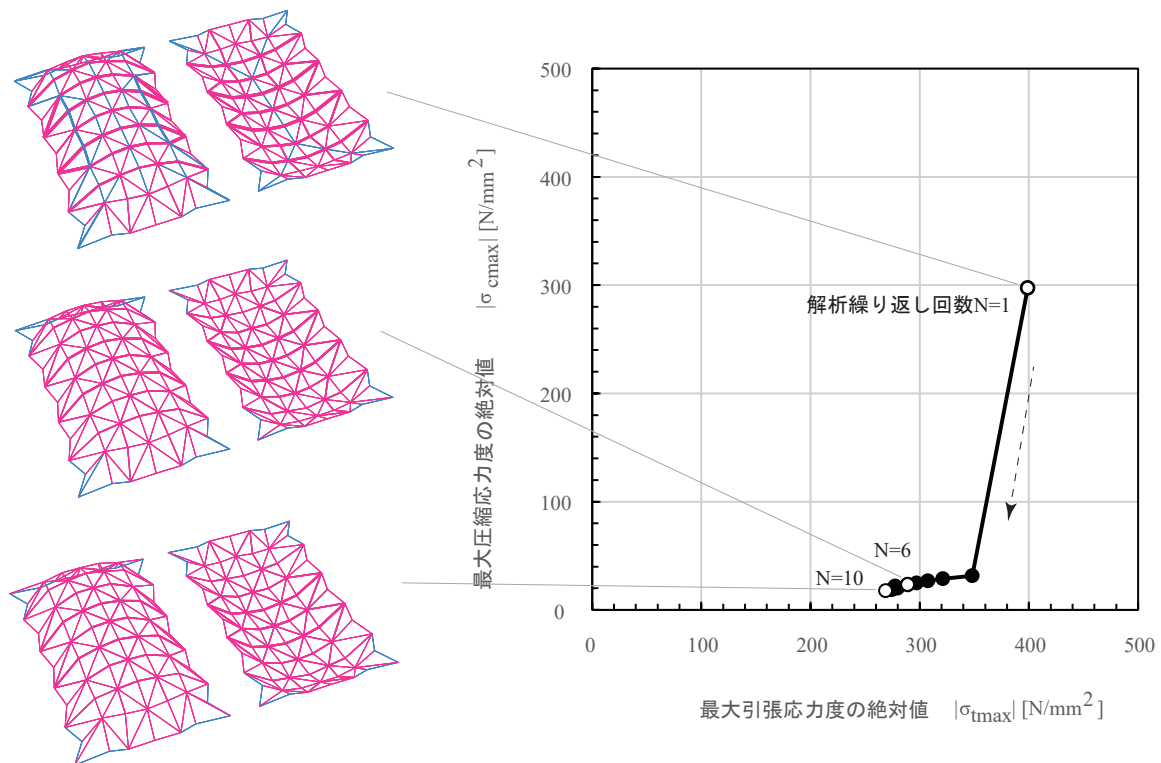 500
400
300
200
100
0
最大圧縮応力度の絶対値 |σcmax| [N/mm²]
解析繰り返し回数N=1
N=6
N=10
0 100 200 300 400 500
最大引張応力度の絶対値 |σtmax| [N/mm²]